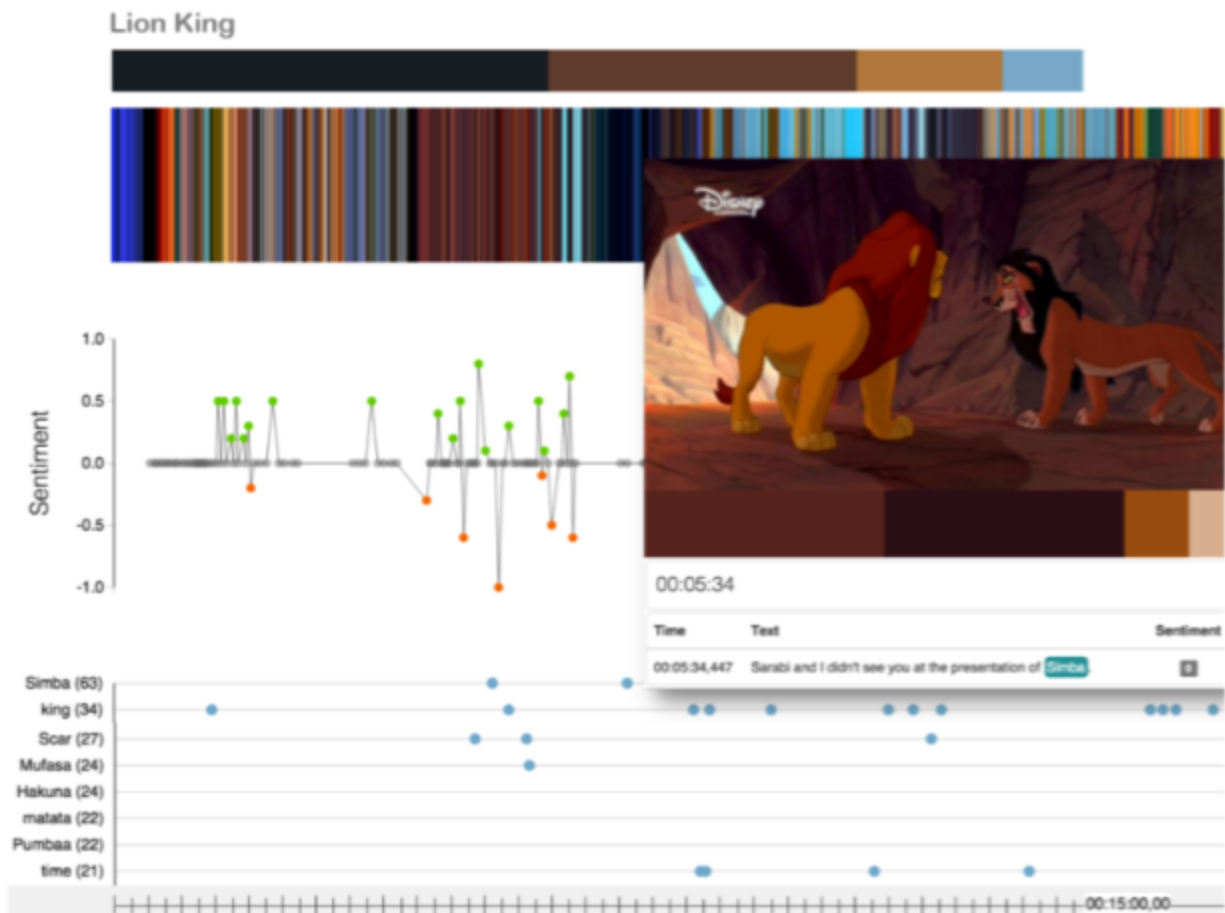 Lion King
Disney
1.0
0.5
0.0
-0.5
-1.0
Sentiment
00:05:34
Time Text Sentiment
00:05:34,447 Sarabi and I didn't see you at the presentation of Simba. 0
Simba (63)
king (34)
Scar (27)
Mufasa (24)
Hakuna (24)
matata (22)
Pumbaa (22)
time (21)
00:15:00,00